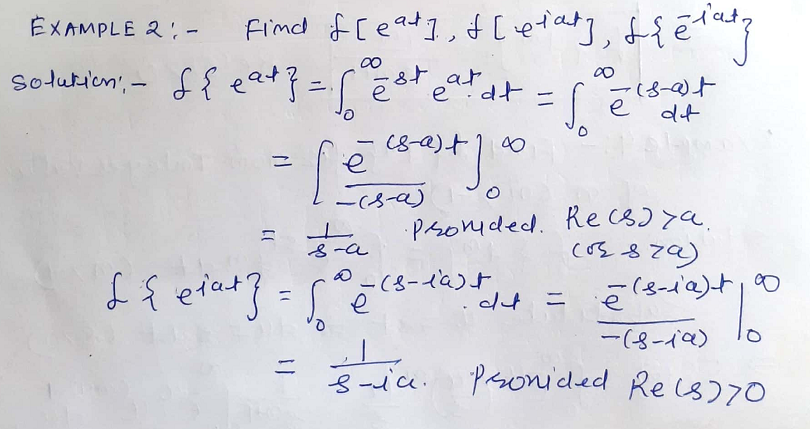 EXAMPLE 2:- Find £[e^{at}], £[e^{iat}], £{e^{-iat}}
Solution:- £{e^{at}} = ∫_0^∞ e^{-st} e^{at}.dt = ∫_0^∞ e^{-(s-a)t} dt
= [e^{-(s-a)t} / -(s-a)]_0^∞
= 1/(s-a) provided. Re(s)>a.
(or s>a)
£{e^{iat}} = ∫_0^∞ e^{-(s-ia)t}.dt = e^{-(s-ia)t} / -(s-ia) |_0^∞
= 1/(s-ia). provided Re(s)>0